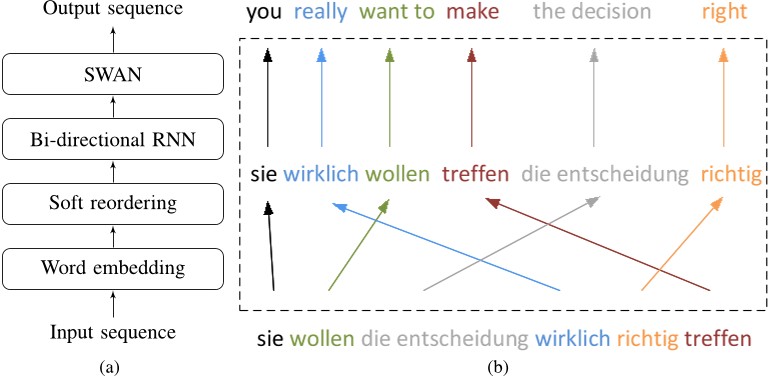 Output sequence
SWAN
Bi-directional RNN
Soft reordering
Word embedding
Input sequence
(a)
you really want to make the decision right
sie wirklich wollen treffen die entscheidung richtig
sie wollen die entscheidung wirklich richtig treffen
(b)